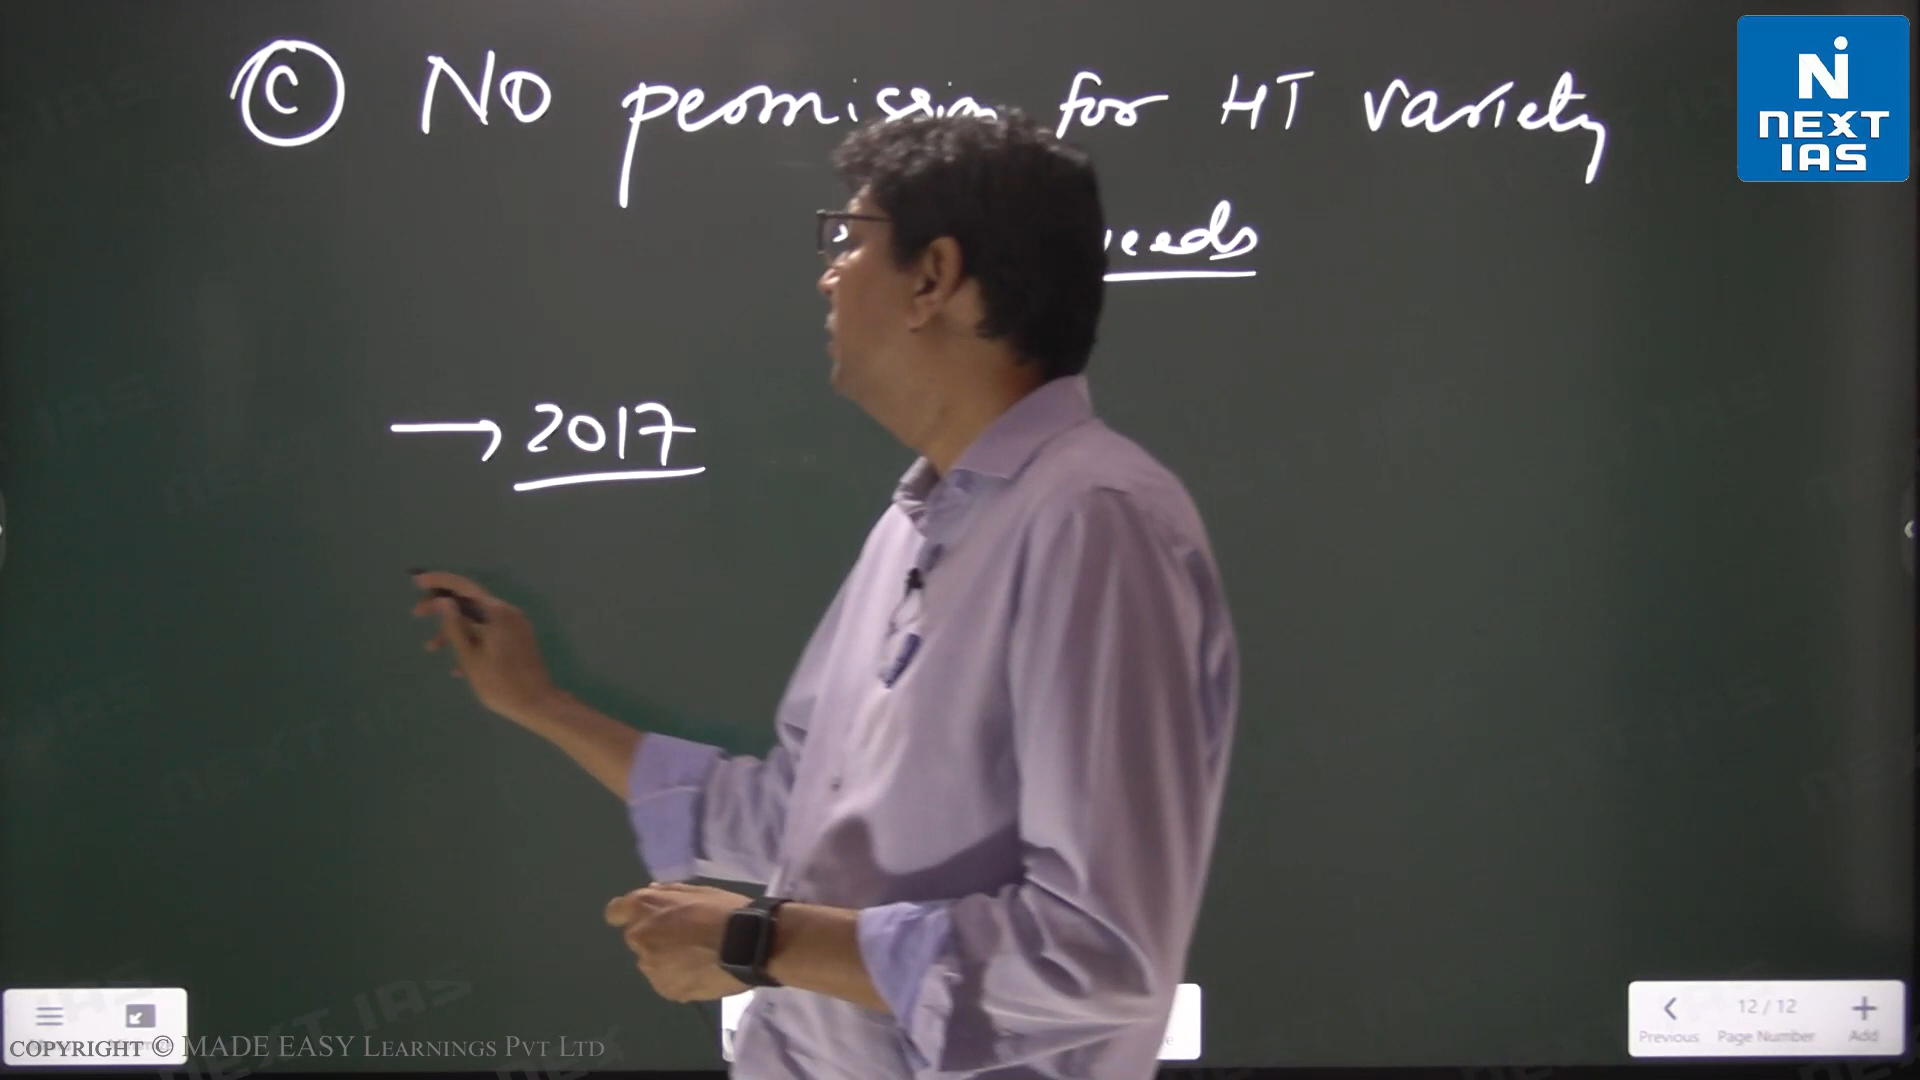 Ⓒ NO permission for HT variety
2017
NEXT
IAS
12 / 12
Previous Page Number Add
COPYRIGHT © MADE EASY LEARNINGS PVT LTD